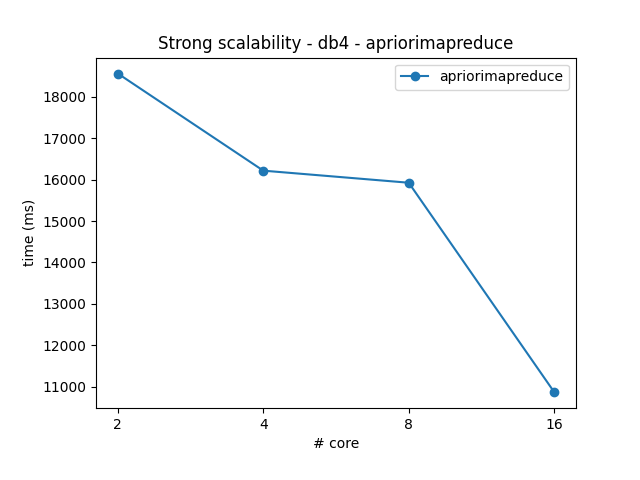 Strong scalability - db4 - apriorimapreduce
apriorimapreduce
18000
17000
16000
15000
14000
13000
12000
11000
time (ms)
2 4 8 16
# core